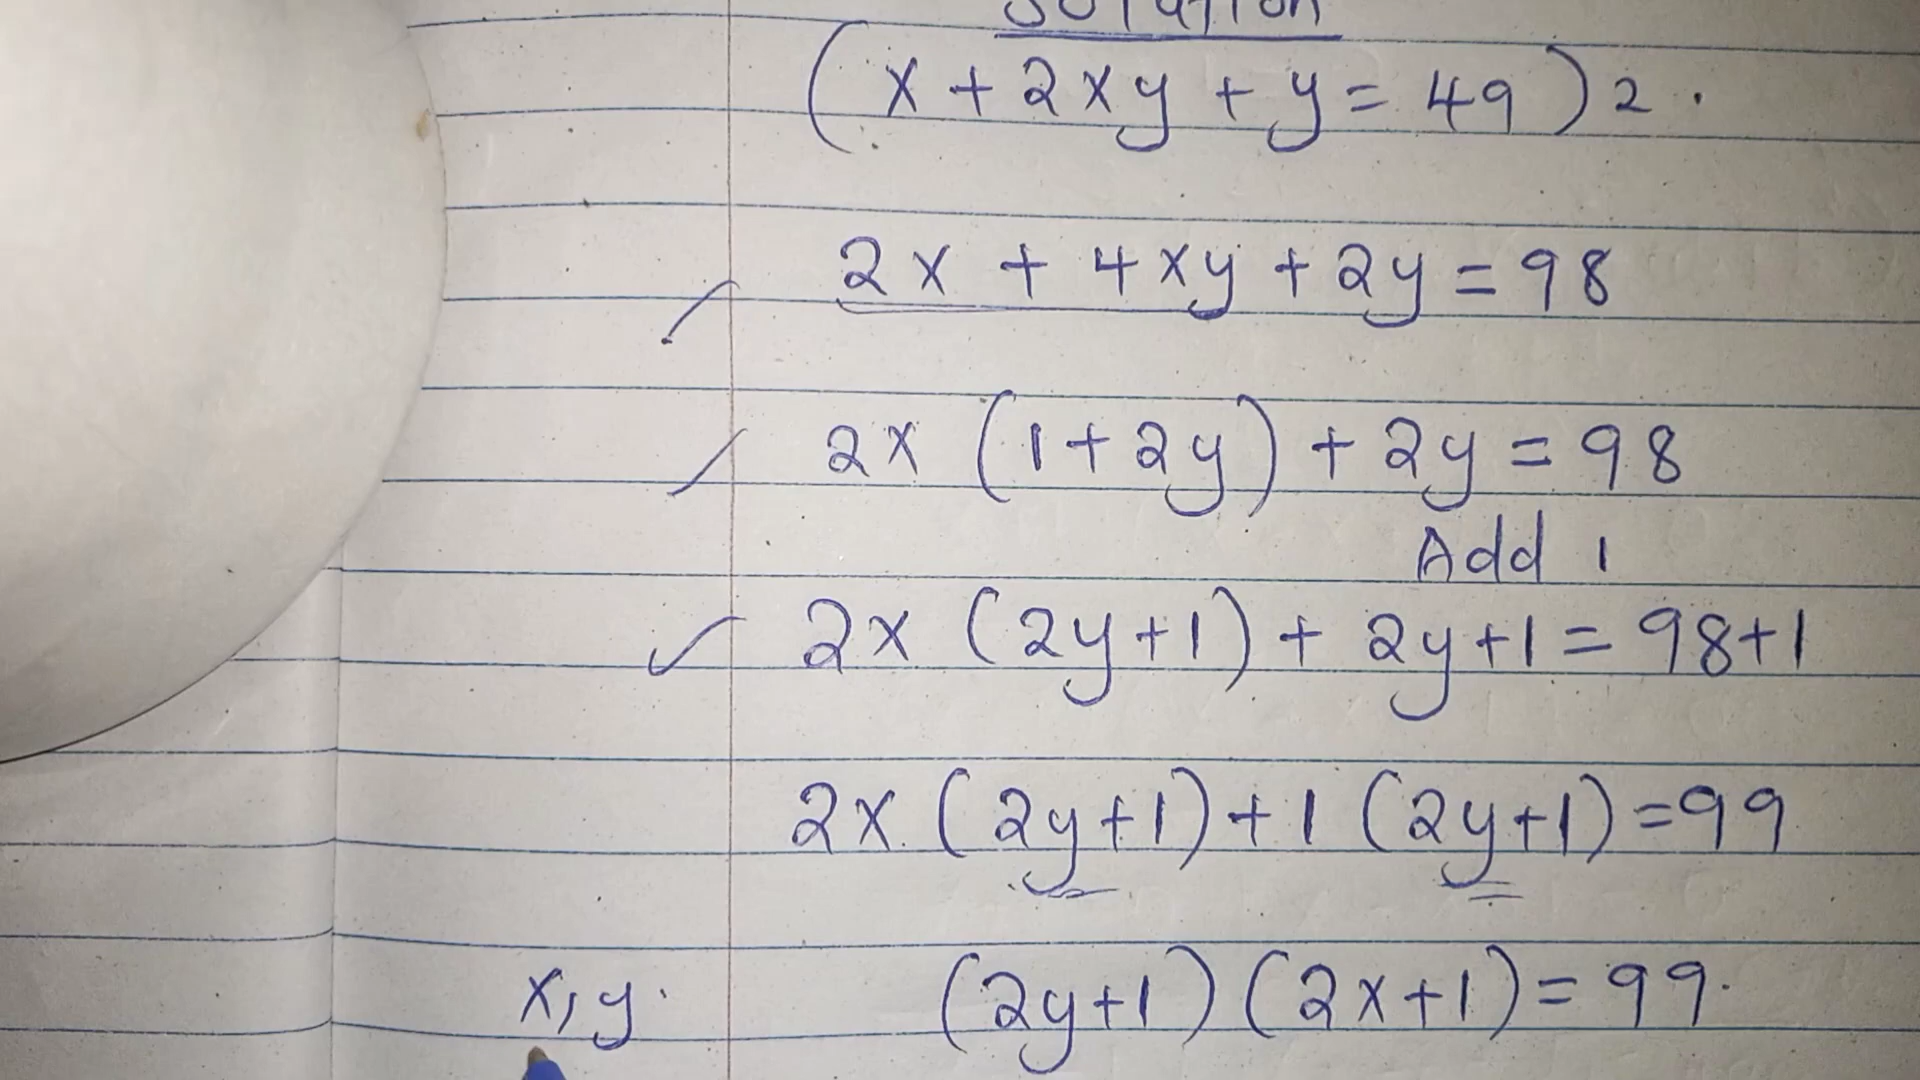 Solution
(x + 2xy + y = 49) 2.
2x + 4xy + 2y = 98
2x (1 + 2y) + 2y = 98
Add 1
2x (2y+1) + 2y+1 = 98+1
2x (2y+1) + 1 (2y+1) = 99
x, y. (2y+1) (2x+1) = 99.